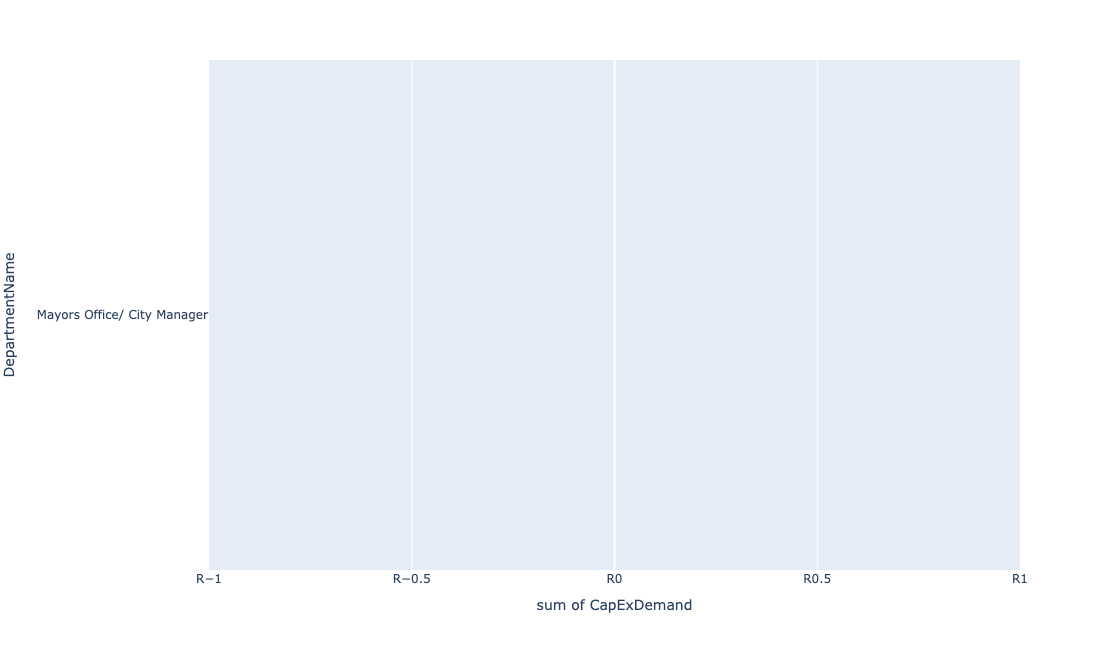 DepartmentName
Mayors Office/ City Manager
R−1
R−0.5
R0
R0.5
R1
sum of CapExDemand